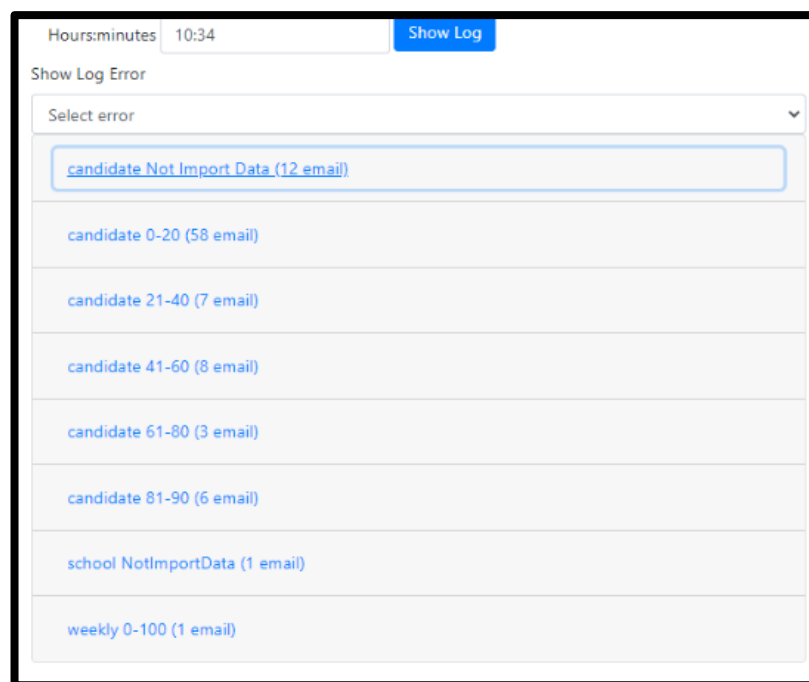 Hours:minutes 10:34 Show Log
Show Log Error
Select error
candidate Not Import Data (12 email)
candidate 0-20 (58 email)
candidate 21-40 (7 email)
candidate 41-60 (8 email)
candidate 61-80 (3 email)
candidate 81-90 (6 email)
school NotImportData (1 email)
weekly 0-100 (1 email)